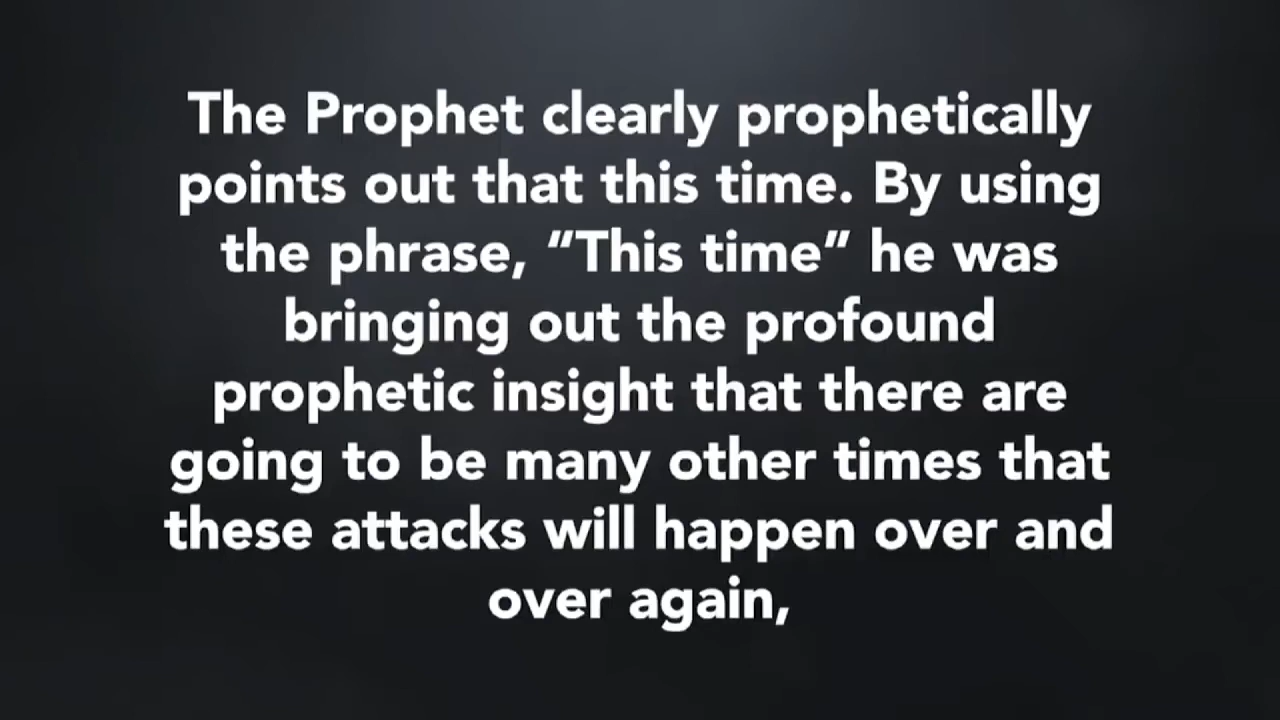 The Prophet clearly prophetically
points out that this time. By using
the phrase, “This time” he was
bringing out the profound
prophetic insight that there are
going to be many other times that
these attacks will happen over and
over again,